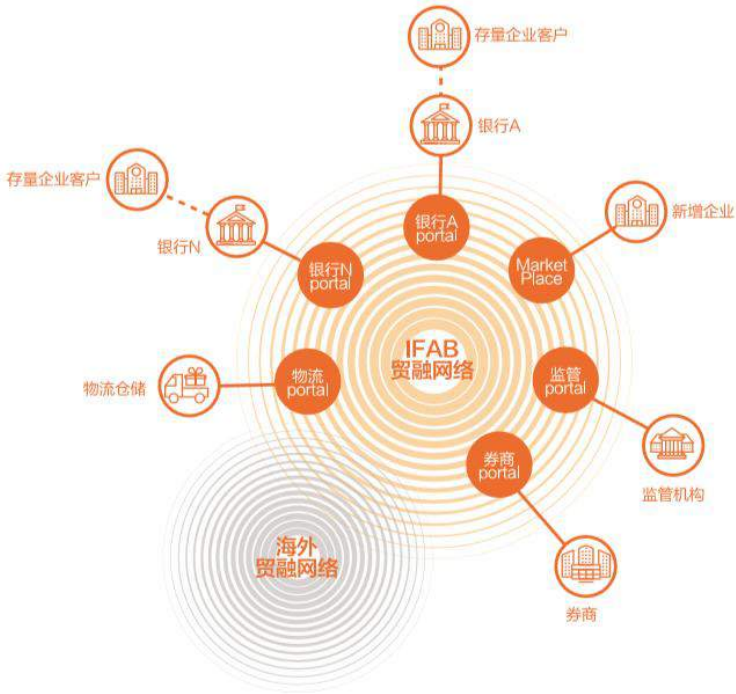 存量企业客户
银行A
存量企业客户
银行N
新增企业
银行A
portal
银行N
portal
Market
Place
IFAB
贸融网络
物流仓储
物流
portal
监管
portal
券商
portal
监管机构
海外
贸融网络
券商